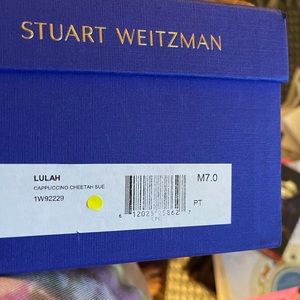 STUART WEITZMAN
LULAH
M7.0
CAPPUCCINO CHEETAH SUE
1W92229
PT